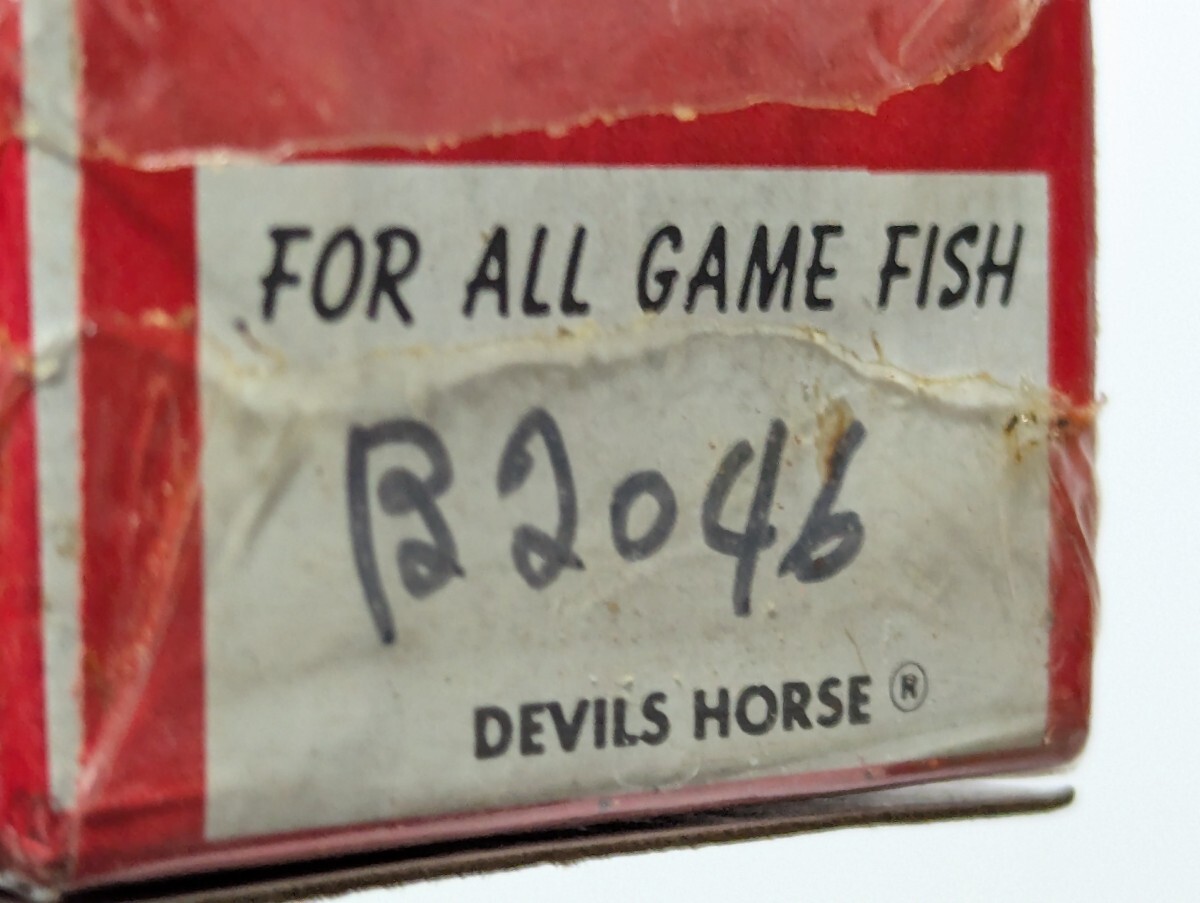 FOR ALL GAME FISH
B2046
DEVILS HORSE ®